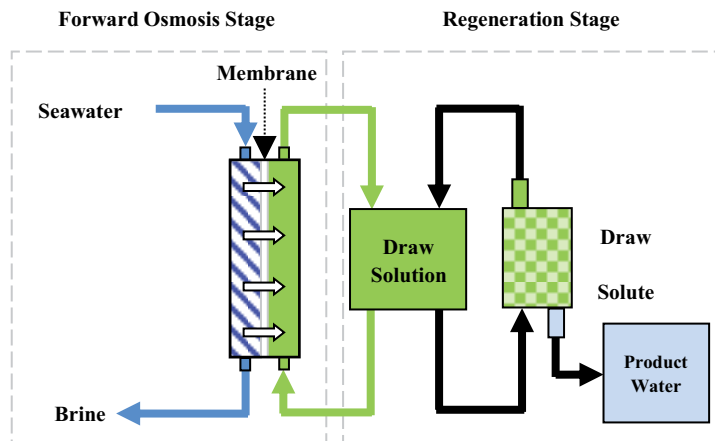 Forward Osmosis Stage
Regeneration Stage
Membrane
Seawater
Draw
Solution
Draw
Solute
Product
Water
Brine